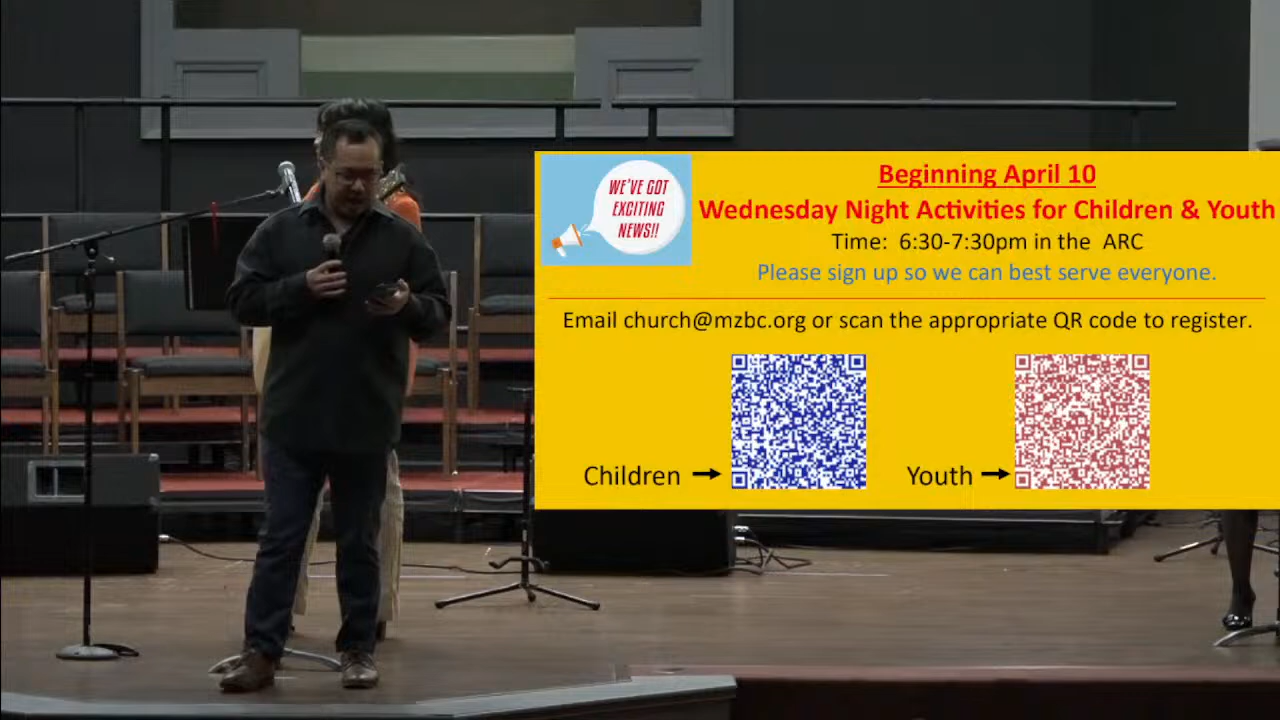 WE'VE GOT
EXCITING
NEWS!!
Beginning April 10
Wednesday Night Activities for Children & Youth
Time: 6:30-7:30pm in the ARC
Please sign up so we can best serve everyone.
Email church@mzbc.org or scan the appropriate QR code to register.
Children
Youth